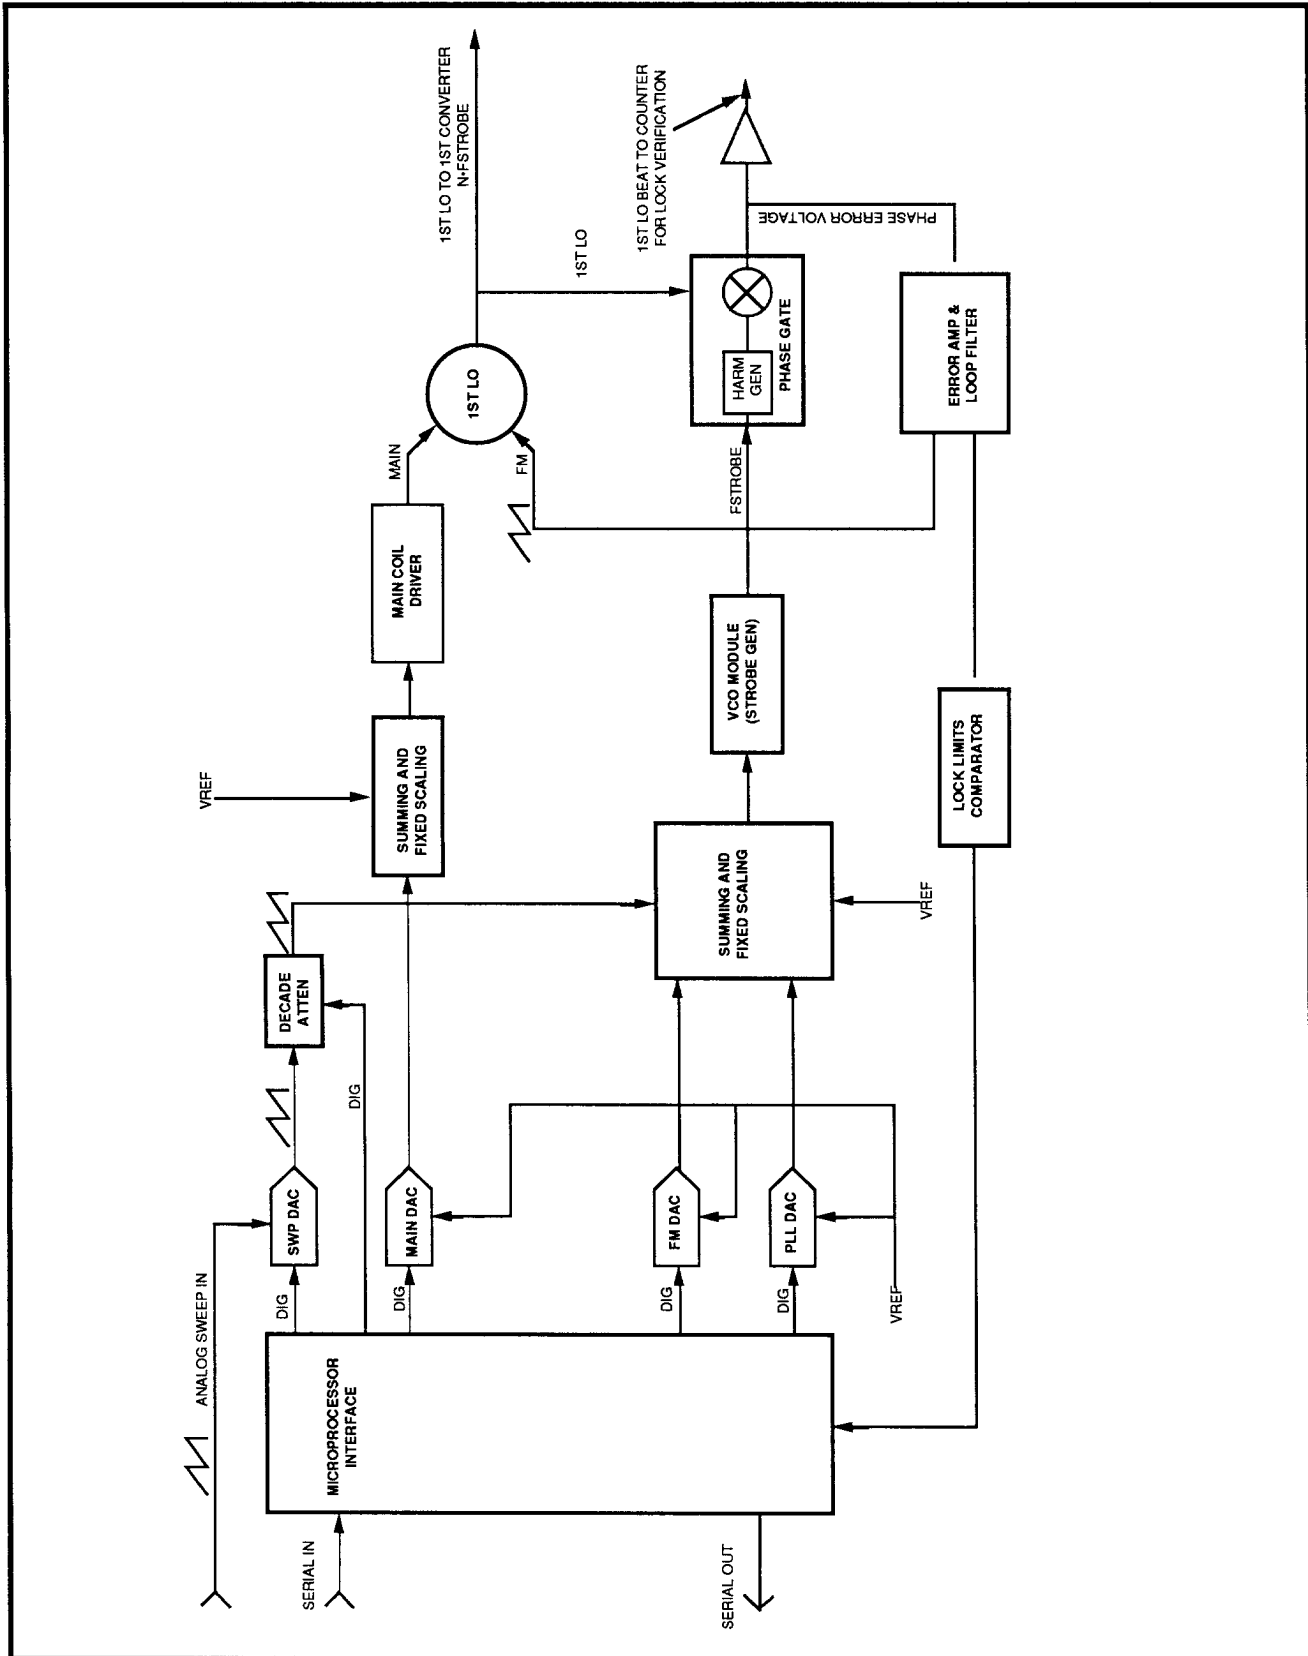 ANALOG SWEEP IN
SERIAL IN
SERIAL OUT
MICROPROCESSOR
INTERFACE
DIG
DIG
DIG
DIG
DIG
SWP DAC
MAIN DAC
FM DAC
PLL DAC
VREF
DECADE
ATTEN
VREF
SUMMING AND
FIXED SCALING
SUMMING AND
FIXED SCALING
VREF
MAIN COIL
DRIVER
VCO MODULE
(STROBE GEN)
LOCK LIMITS
COMPARATOR
MAIN
FM
FSTROBE
1ST LO
HARM
GEN
PHASE GATE
ERROR AMP &
LOOP FILTER
1ST LO TO 1ST CONVERTER
N•FSTROBE
1ST LO
1ST LO BEAT TO COUNTER
FOR LOCK VERIFICATION
PHASE ERROR VOLTAGE